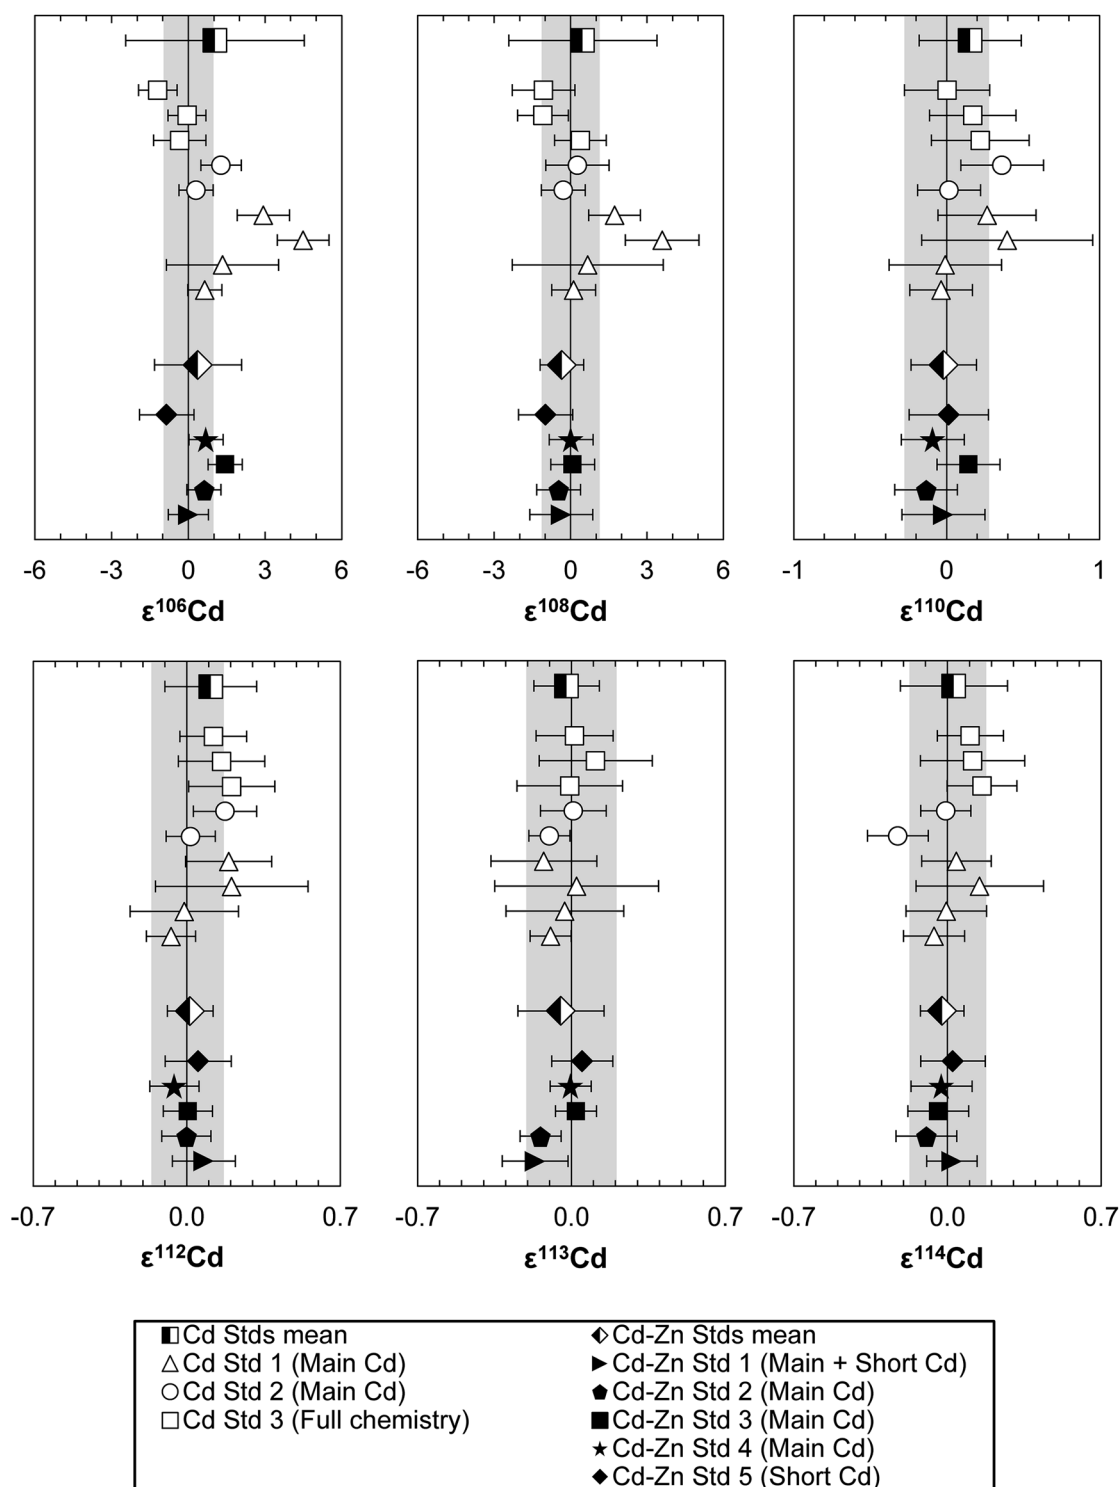 -6 -3 0 3 6
ε¹⁰⁶Cd
-6 -3 0 3 6
ε¹⁰⁸Cd
-1 0 1
ε¹¹⁰Cd
-0.7 0.0 0.7
ε¹¹²Cd
-0.7 0.0 0.7
ε¹¹³Cd
-0.7 0.0 0.7
ε¹¹⁴Cd
Cd Stds mean
Cd Std 1 (Main Cd)
Cd Std 2 (Main Cd)
Cd Std 3 (Full chemistry)
Cd-Zn Stds mean
Cd-Zn Std 1 (Main + Short Cd)
Cd-Zn Std 2 (Main Cd)
Cd-Zn Std 3 (Main Cd)
Cd-Zn Std 4 (Main Cd)
Cd-Zn Std 5 (Short Cd)